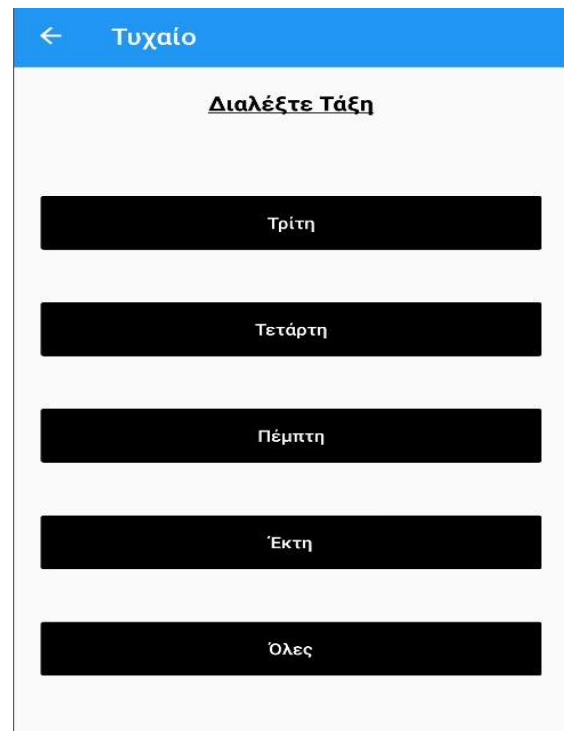 Τυχαίο
Διαλέξτε Τάξη
Τρίτη
Τετάρτη
Πέμπτη
Έκτη
Όλες